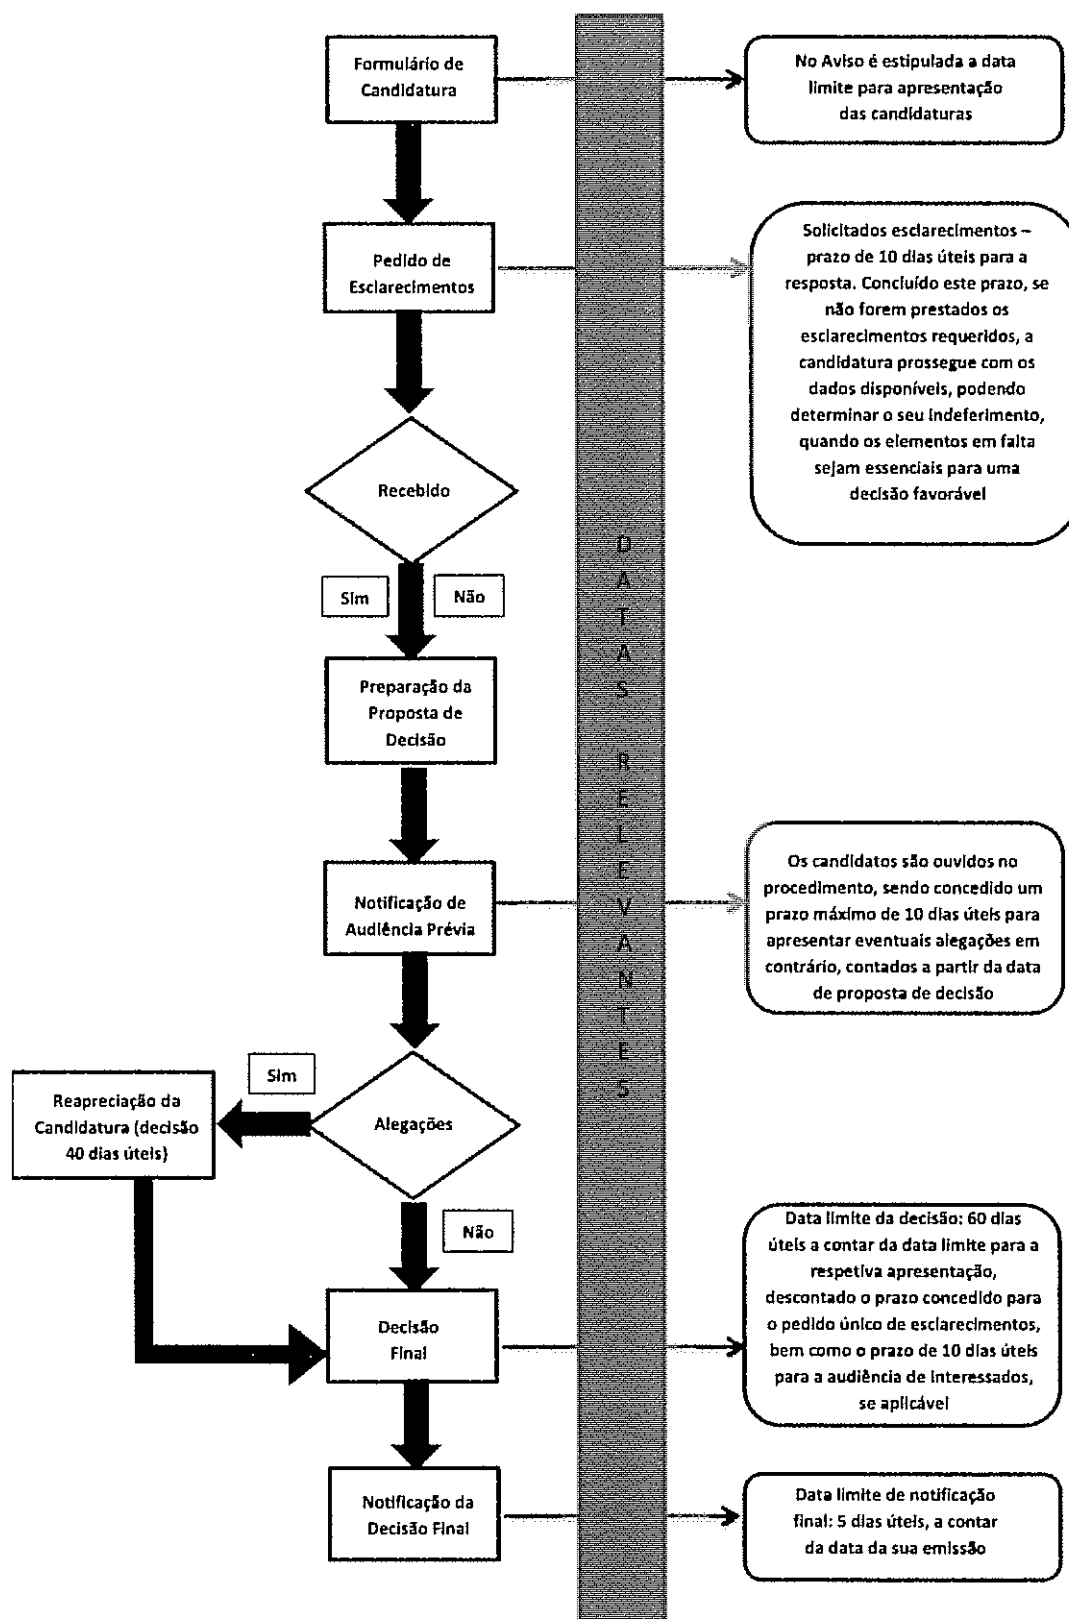 Formulário de
Candidatura
No Aviso é estipulada a data
limite para apresentação
das candidaturas
Pedido de
Esclarecimentos
Solicitados esclarecimentos –
prazo de 10 dias úteis para a
resposta. Concluído este prazo, se
não forem prestados os
esclarecimentos requeridos, a
candidatura prossegue com os
dados disponíveis, podendo
determinar o seu indeferimento,
quando os elementos em falta
sejam essenciais para uma
decisão favorável
Recebido
Sim
Não
Preparação da
Proposta de
Decisão
DATAS RELEVANTES
Notificação de
Audiência Prévia
Os candidatos são ouvidos no
procedimento, sendo concedido um
prazo máximo de 10 dias úteis para
apresentar eventuais alegações em
contrário, contados a partir da data
de proposta de decisão
Alegações
Sim
Reapreciação da
Candidatura (decisão
40 dias úteis)
Não
Decisão
Final
Data limite da decisão: 60 dias
úteis a contar da data limite para a
respetiva apresentação,
descontado o prazo concedido para
o pedido único de esclarecimentos,
bem como o prazo de 10 dias úteis
para a audiência de interessados,
se aplicável
Notificação da
Decisão Final
Data limite de notificação
final: 5 dias úteis, a contar
da data da sua emissão